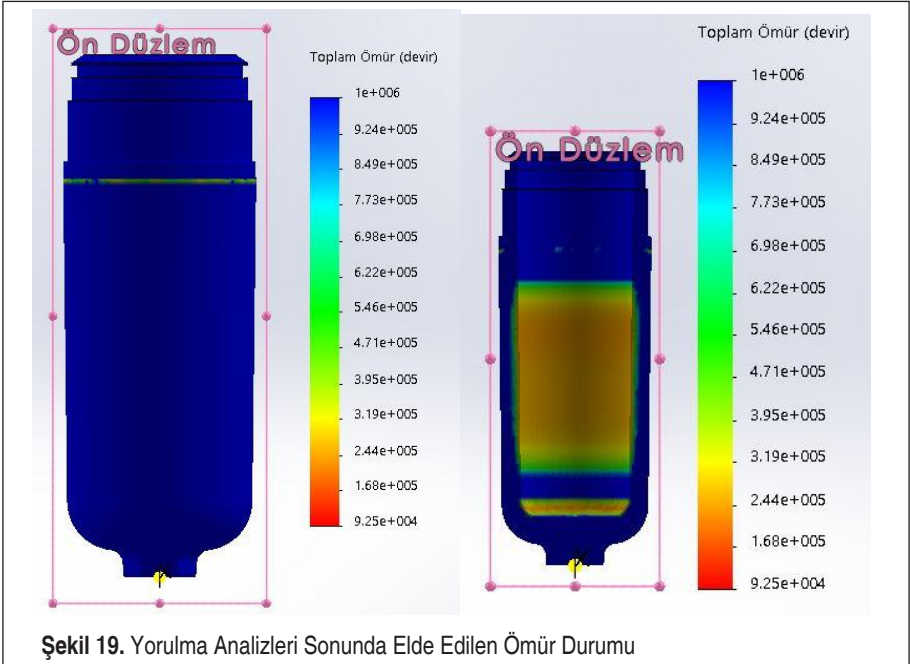 Ön Düzlem
Toplam Ömür (devir)
1e+006
9.24e+005
8.49e+005
7.73e+005
6.98e+005
6.22e+005
5.46e+005
4.71e+005
3.95e+005
3.19e+005
2.44e+005
1.68e+005
9.25e+004
Ön Düzlem
Toplam Ömür (devir)
1e+006
9.24e+005
8.49e+005
7.73e+005
6.98e+005
6.22e+005
5.46e+005
4.71e+005
3.95e+005
3.19e+005
2.44e+005
1.68e+005
9.25e+004
Şekil 19. Yorulma Analizleri Sonunda Elde Edilen Ömür Durumu